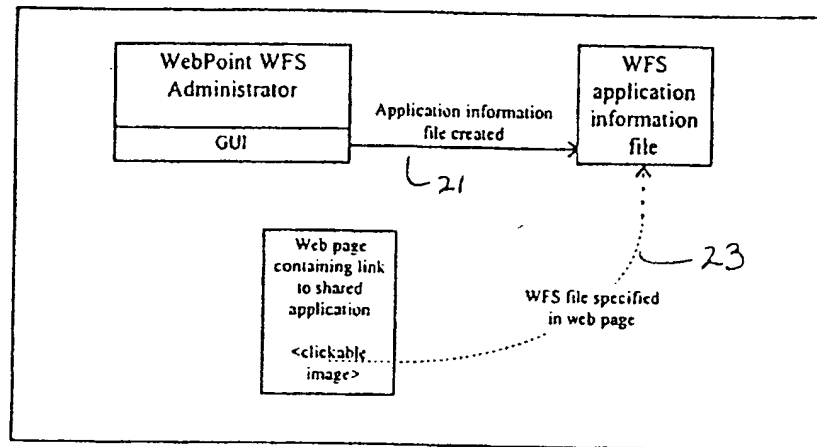 WebPoint WFS
Administrator
GUI
Application information
file created
21
WFS
application
information
file
Web page
containing link
to shared
application
<clickable
image>
23
WFS file specified
in web page